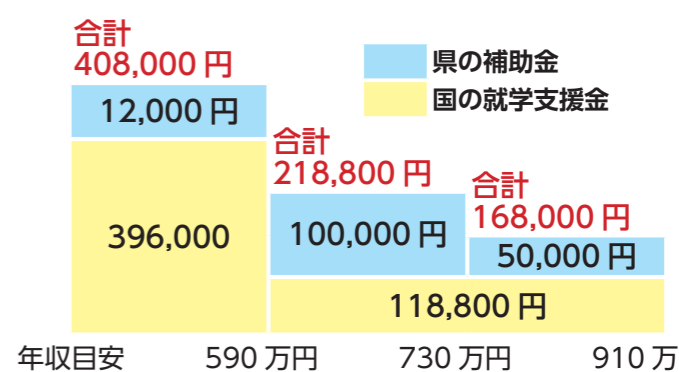 合計
408,000 円
県の補助金
12,000 円
国の就学支援金
合計
218,800 円
合計
168,000 円
396,000
100,000 円
50,000 円
118,800 円
年収目安 590 万円 730 万円 910 万